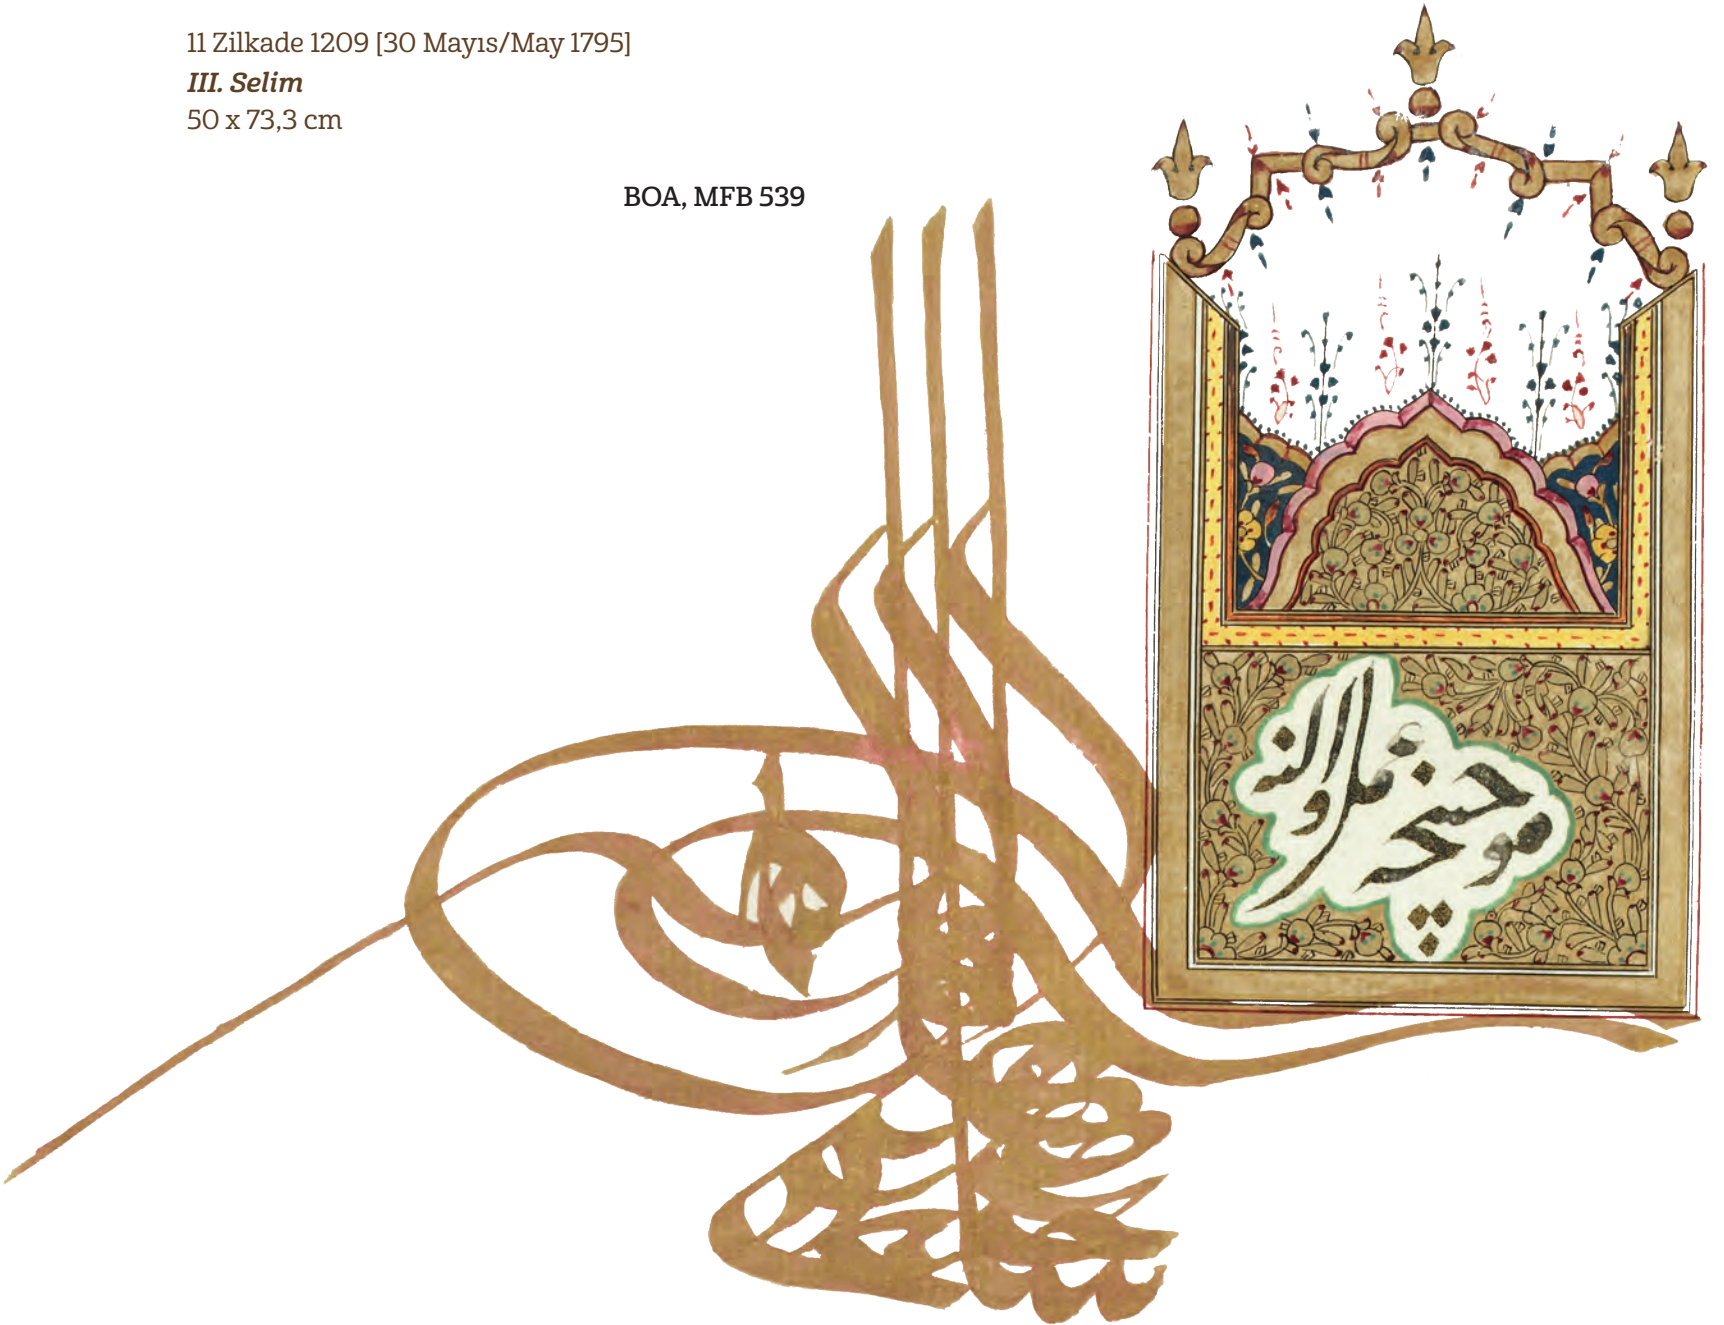 11 Zilkade 1209 [30 Mayıs/May 1795]
III. Selim
50 x 73,3 cm
BOA, MFB 539
موجبنجه عمل اولنه